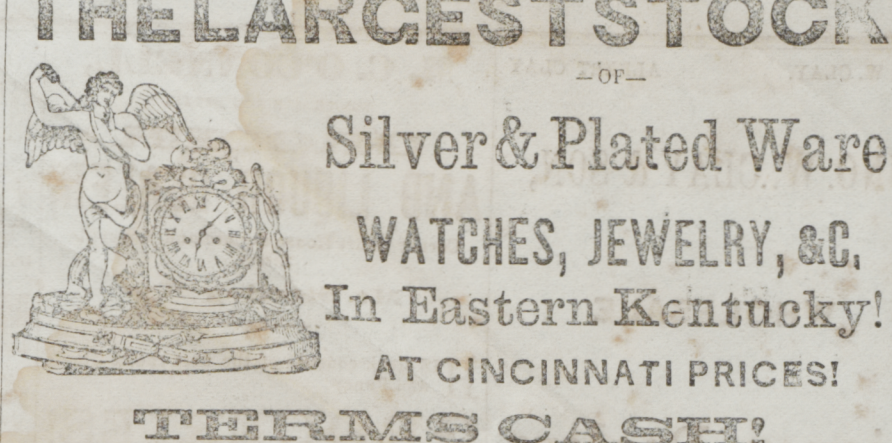 THE LARGEST STOCK
—OF—
Silver & Plated Ware
WATCHES, JEWELRY, &C,
In Eastern Kentucky!
AT CINCINNATI PRICES!
TERMS CASH!